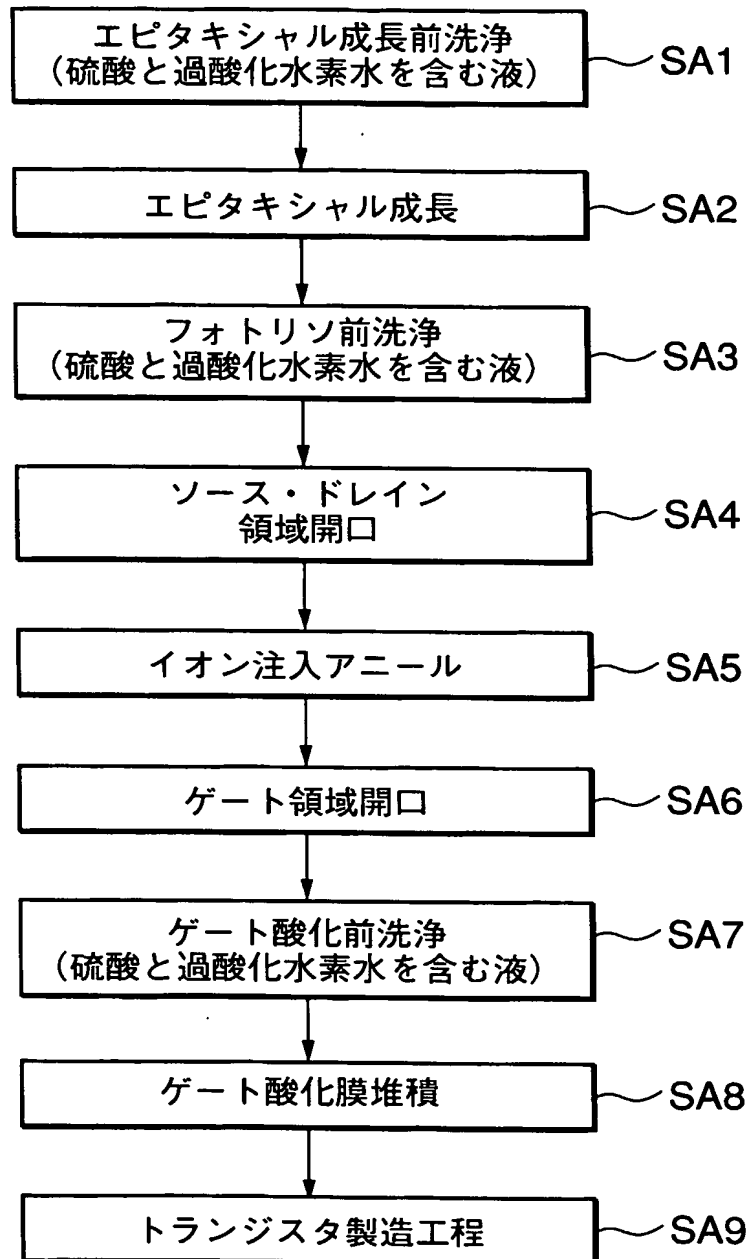 エピタキシャル成長前洗浄
(硫酸と過酸化水素水を含む液)
SA1
エピタキシャル成長
SA2
フォトリソ前洗浄
(硫酸と過酸化水素水を含む液)
SA3
ソース・ドレイン
領域開口
SA4
イオン注入アニール
SA5
ゲート領域開口
SA6
ゲート酸化前洗浄
(硫酸と過酸化水素水を含む液)
SA7
ゲート酸化膜堆積
SA8
トランジスタ製造工程
SA9